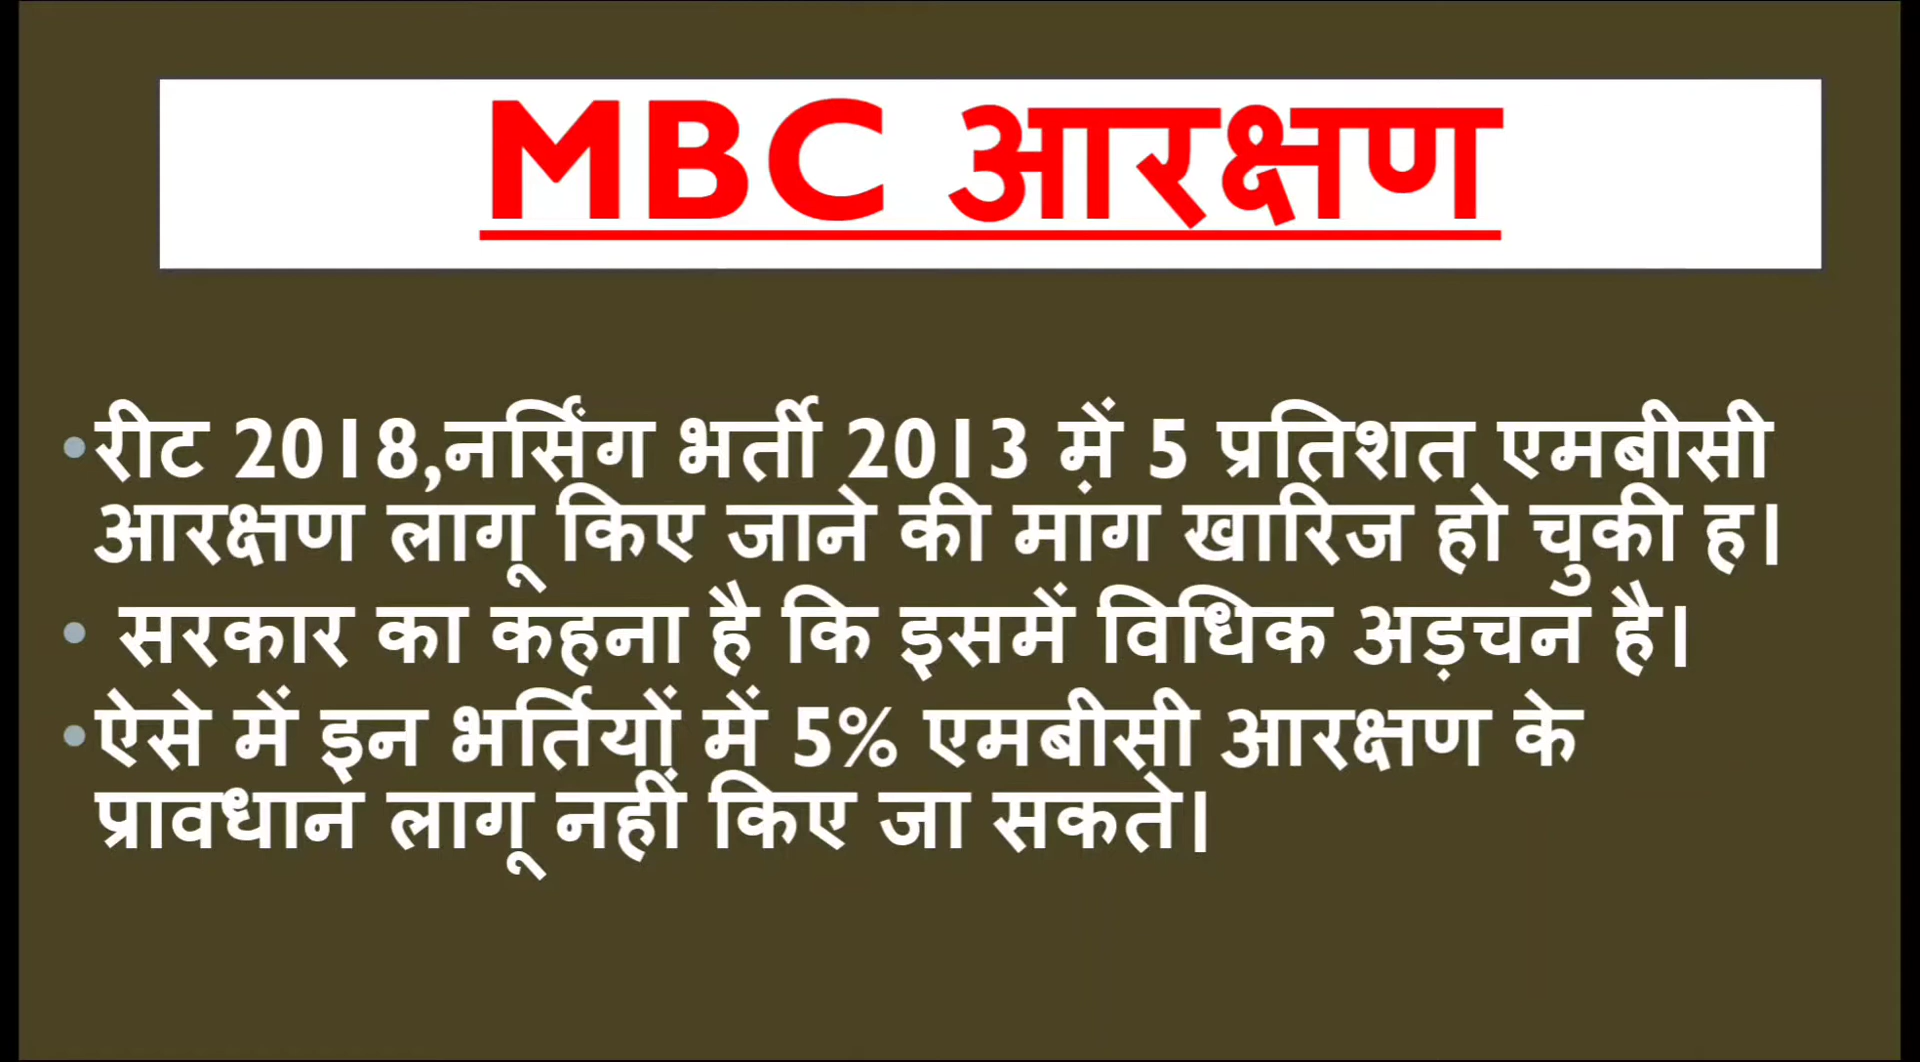 MBC आरक्षण
•रीट 2018,नर्सिंग भर्ती 2013 में 5 प्रतिशत एमबीसी
आरक्षण लागू किए जाने की मांग खारिज हो चुकी ह।
• सरकार का कहना है कि इसमें विधिक अड़चन है।
•ऐसे में इन भर्तियों में 5% एमबीसी आरक्षण के
प्रावधान लागू नहीं किए जा सकते।